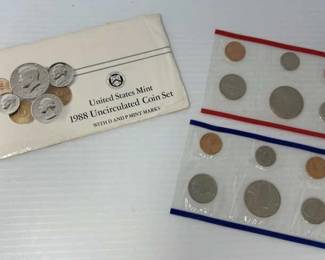 United States Mint
1988 Uncirculated Coin Set
WITH D AND P MINT MARKS